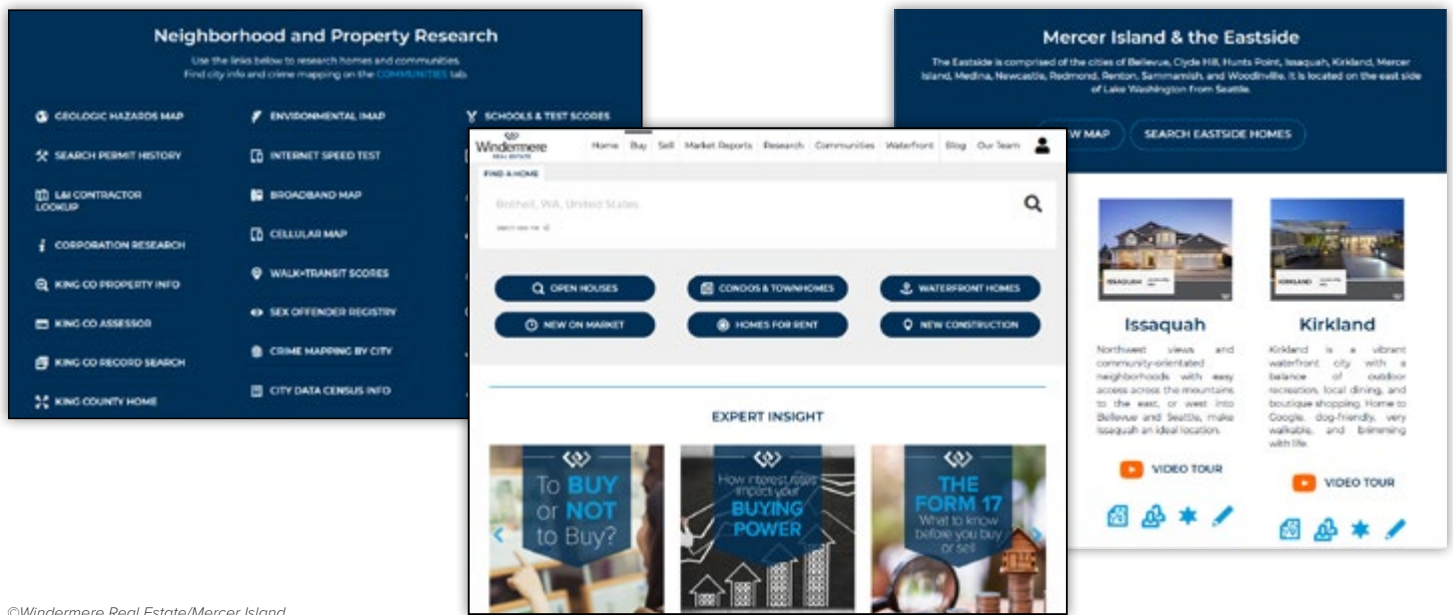 Neighborhood and Property Research
Use the links below to research homes and communities.
Find city info and crime mapping on the COMMUNITIES tab.
GEOLOGIC HAZARDS MAP
SEARCH PERMIT HISTORY
L&I CONTRACTOR
LOOKUP
CORPORATION RESEARCH
KING CO PROPERTY INFO
KING CO ASSESSOR
KING CO RECORD SEARCH
KING COUNTY HOME
ENVIRONMENTAL IMAP
INTERNET SPEED TEST
BROADBAND MAP
CELLULAR MAP
WALK+TRANSIT SCORES
SEX OFFENDER REGISTRY
CRIME MAPPING BY CITY
CITY DATA CENSUS INFO
SCHOOLS & TEST SCORES
Windermere
REAL ESTATE
Home Buy Sell Market Reports Research Communities Waterfront Blog Our Team
FIND A HOME
Bothell, WA, United States
OPEN HOUSES
CONDOS & TOWNHOMES
WATERFRONT HOMES
NEW ON MARKET
HOMES FOR RENT
NEW CONSTRUCTION
EXPERT INSIGHT
To BUY
or NOT
to Buy?
How interest rates
impact your
BUYING
POWER
THE
FORM 17
What to know
before you buy
or sell
Mercer Island & the Eastside
The Eastside is comprised of the cities of Bellevue, Clyde Hill, Hunts Point, Issaquah, Kirkland, Mercer
Island, Medina, Newcastle, Redmond, Renton, Sammamish, and Woodinville. It is located on the east side
of Lake Washington from Seattle.
W MAP
SEARCH EASTSIDE HOMES
ISSAQUAH
KIRKLAND
Issaquah
Northwest views and
community-orientated
neighborhoods with easy
access across the mountains
to the east, or west into
Bellevue and Seattle, make
Issaquah an ideal location.
VIDEO TOUR
Kirkland
Kirkland is a vibrant
waterfront city with a
balance of outdoor
recreation, local dining, and
boutique shopping. Home to
Google, dog-friendly, very
walkable, and brimming
with life.
VIDEO TOUR
©Windermere Real Estate/Mercer Island